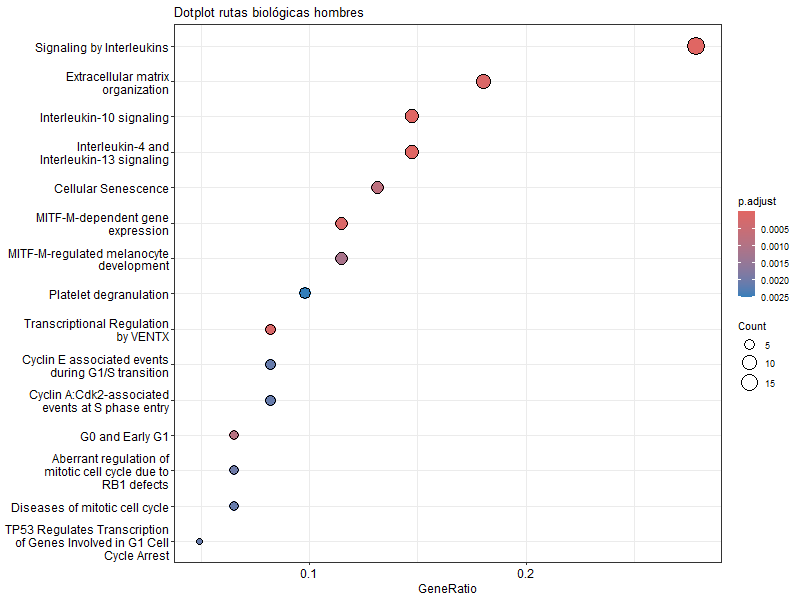 Dotplot rutas biológicas hombres
Signaling by Interleukins
Extracellular matrix
organization
Interleukin-10 signaling
Interleukin-4 and
Interleukin-13 signaling
Cellular Senescence
MITF-M-dependent gene
expression
MITF-M-regulated melanocyte
development
Platelet degranulation
Transcriptional Regulation
by VENTX
Cyclin E associated events
during G1/S transition
Cyclin A:Cdk2-associated
events at S phase entry
G0 and Early G1
Aberrant regulation of
mitotic cell cycle due to
RB1 defects
Diseases of mitotic cell cycle
TP53 Regulates Transcription
of Genes Involved in G1 Cell
Cycle Arrest
0.1
0.2
GeneRatio
p.adjust
0.0005
0.0010
0.0015
0.0020
0.0025
Count
5
10
15